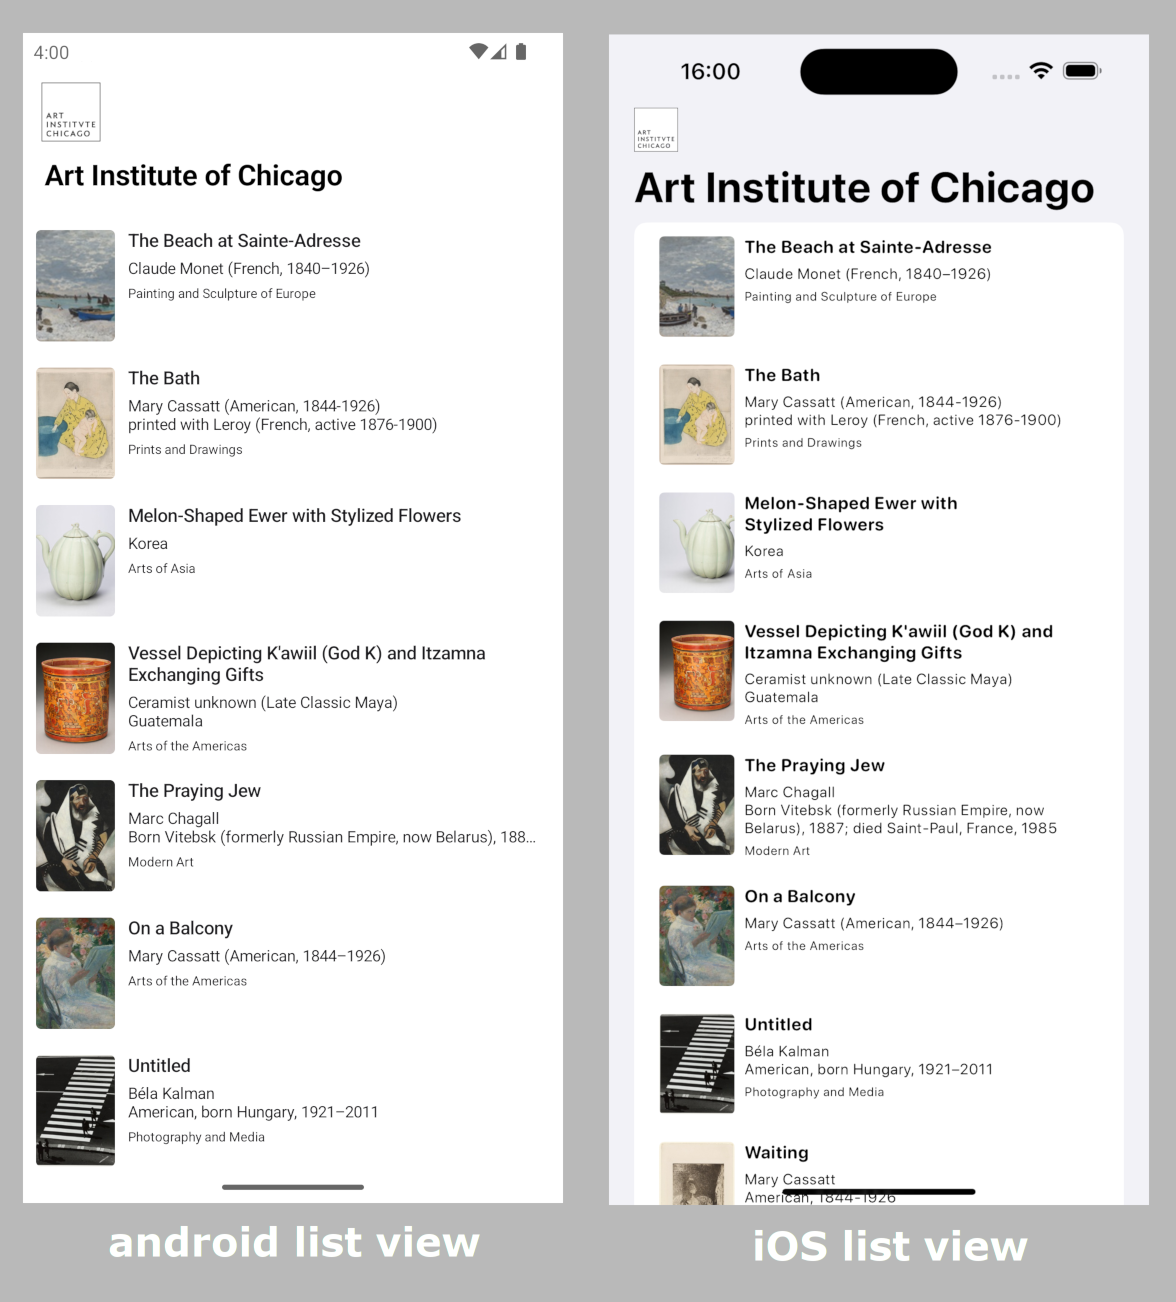 4:00
ART
INSTITVTE
CHICAGO
Art Institute of Chicago
The Beach at Sainte-Adresse
Claude Monet (French, 1840–1926)
Painting and Sculpture of Europe
The Bath
Mary Cassatt (American, 1844-1926)
printed with Leroy (French, active 1876-1900)
Prints and Drawings
Melon-Shaped Ewer with Stylized Flowers
Korea
Arts of Asia
Vessel Depicting K'awiil (God K) and Itzamna
Exchanging Gifts
Ceramist unknown (Late Classic Maya)
Guatemala
Arts of the Americas
The Praying Jew
Marc Chagall
Born Vitebsk (formerly Russian Empire, now Belarus), 188...
Modern Art
On a Balcony
Mary Cassatt (American, 1844–1926)
Arts of the Americas
Untitled
Béla Kalman
American, born Hungary, 1921–2011
Photography and Media
android list view
16:00
ART
INSTITVTE
CHICAGO
Art Institute of Chicago
The Beach at Sainte-Adresse
Claude Monet (French, 1840–1926)
Painting and Sculpture of Europe
The Bath
Mary Cassatt (American, 1844-1926)
printed with Leroy (French, active 1876-1900)
Prints and Drawings
Melon-Shaped Ewer with
Stylized Flowers
Korea
Arts of Asia
Vessel Depicting K'awiil (God K) and
Itzamna Exchanging Gifts
Ceramist unknown (Late Classic Maya)
Guatemala
Arts of the Americas
The Praying Jew
Marc Chagall
Born Vitebsk (formerly Russian Empire, now
Belarus), 1887; died Saint-Paul, France, 1985
Modern Art
On a Balcony
Mary Cassatt (American, 1844–1926)
Arts of the Americas
Untitled
Béla Kalman
American, born Hungary, 1921–2011
Photography and Media
Waiting
Mary Cassatt
American, 1844-1926
iOS list view